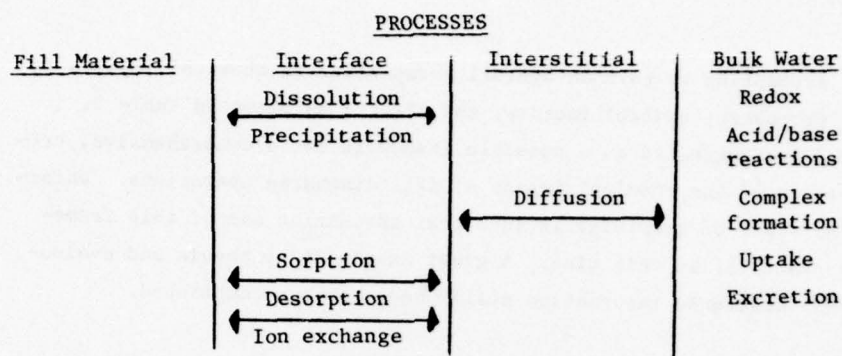 PROCESSES
Fill Material Interface Interstitial Bulk Water
Dissolution Redox
Precipitation Acid/base
reactions
Diffusion Complex
formation
Sorption Uptake
Desorption Excretion
Ion exchange